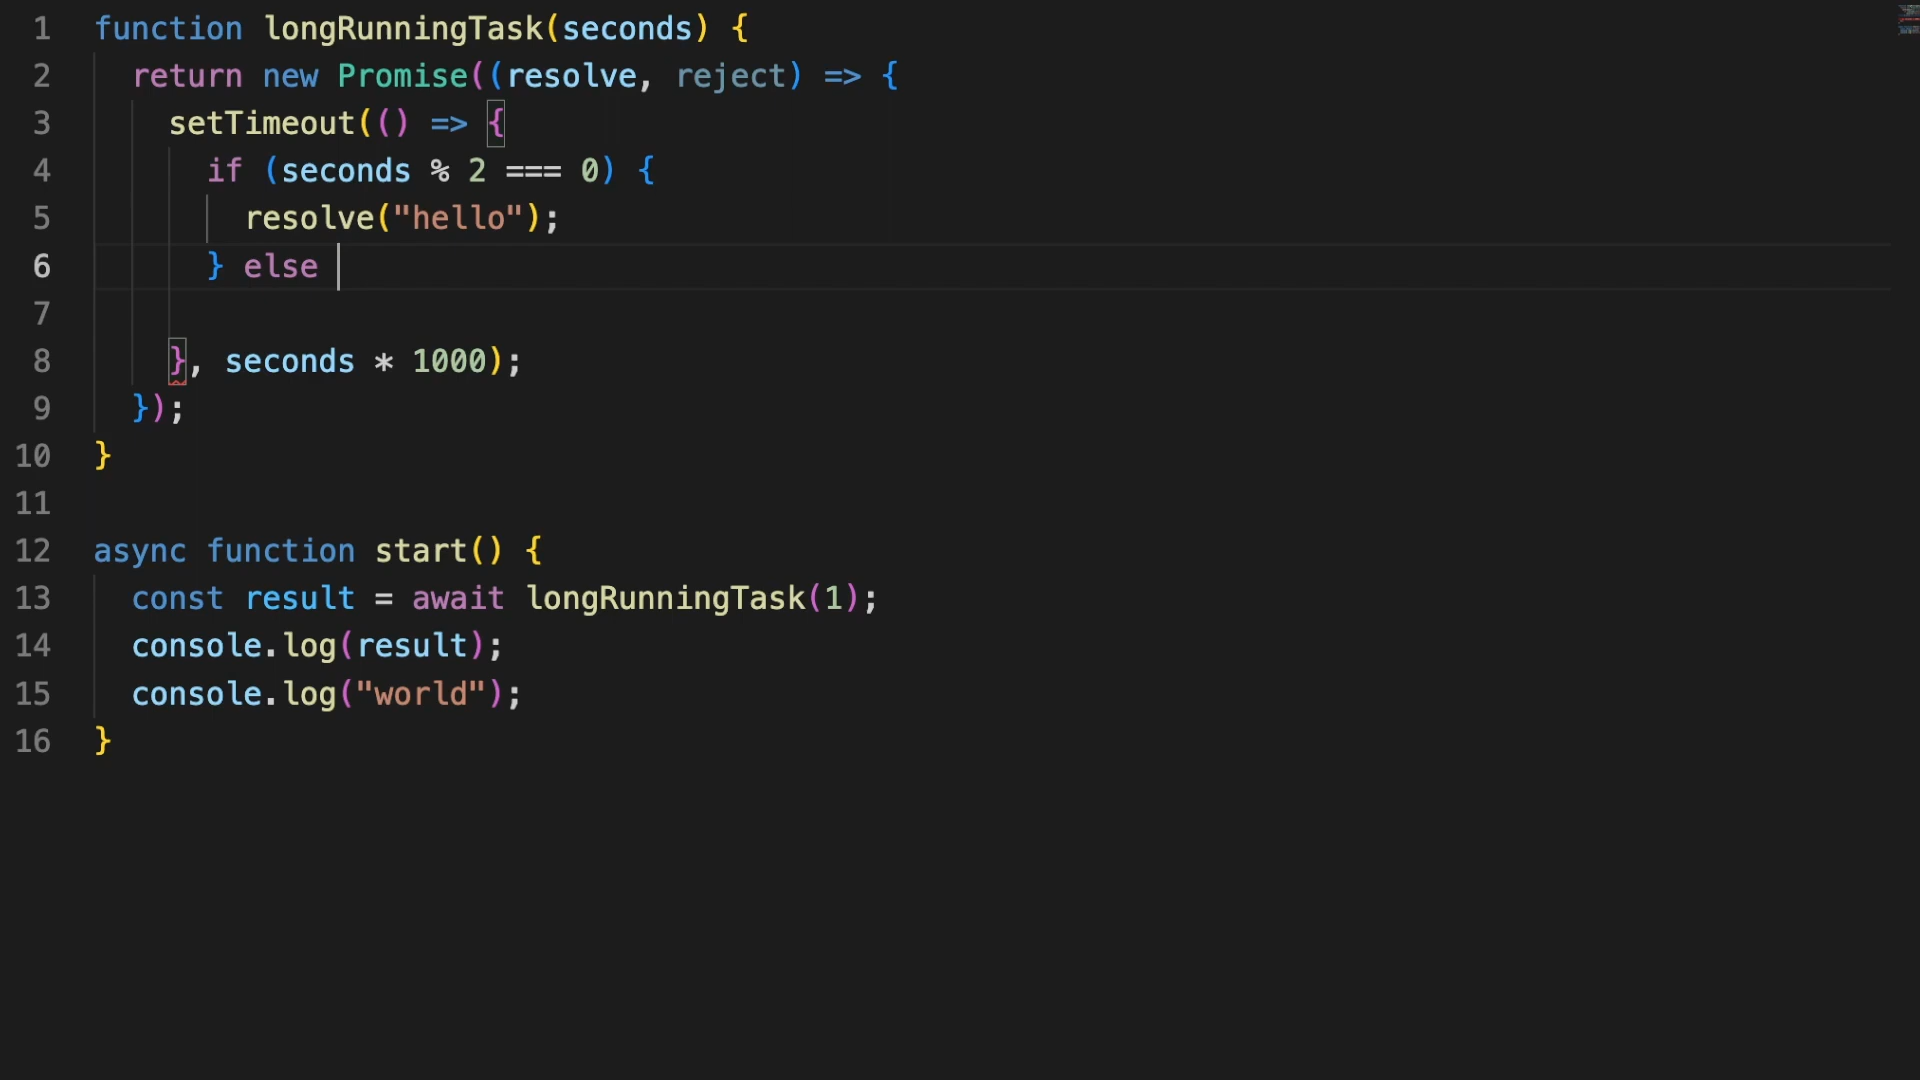 1 function longRunningTask(seconds) {
2 return new Promise((resolve, reject) => {
3 setTimeout(() => {
4 if (seconds % 2 === 0) {
5 resolve("hello");
6 } else
7
8 }, seconds * 1000);
9 });
10 }
11
12 async function start() {
13 const result = await longRunningTask(1);
14 console.log(result);
15 console.log("world");
16 }